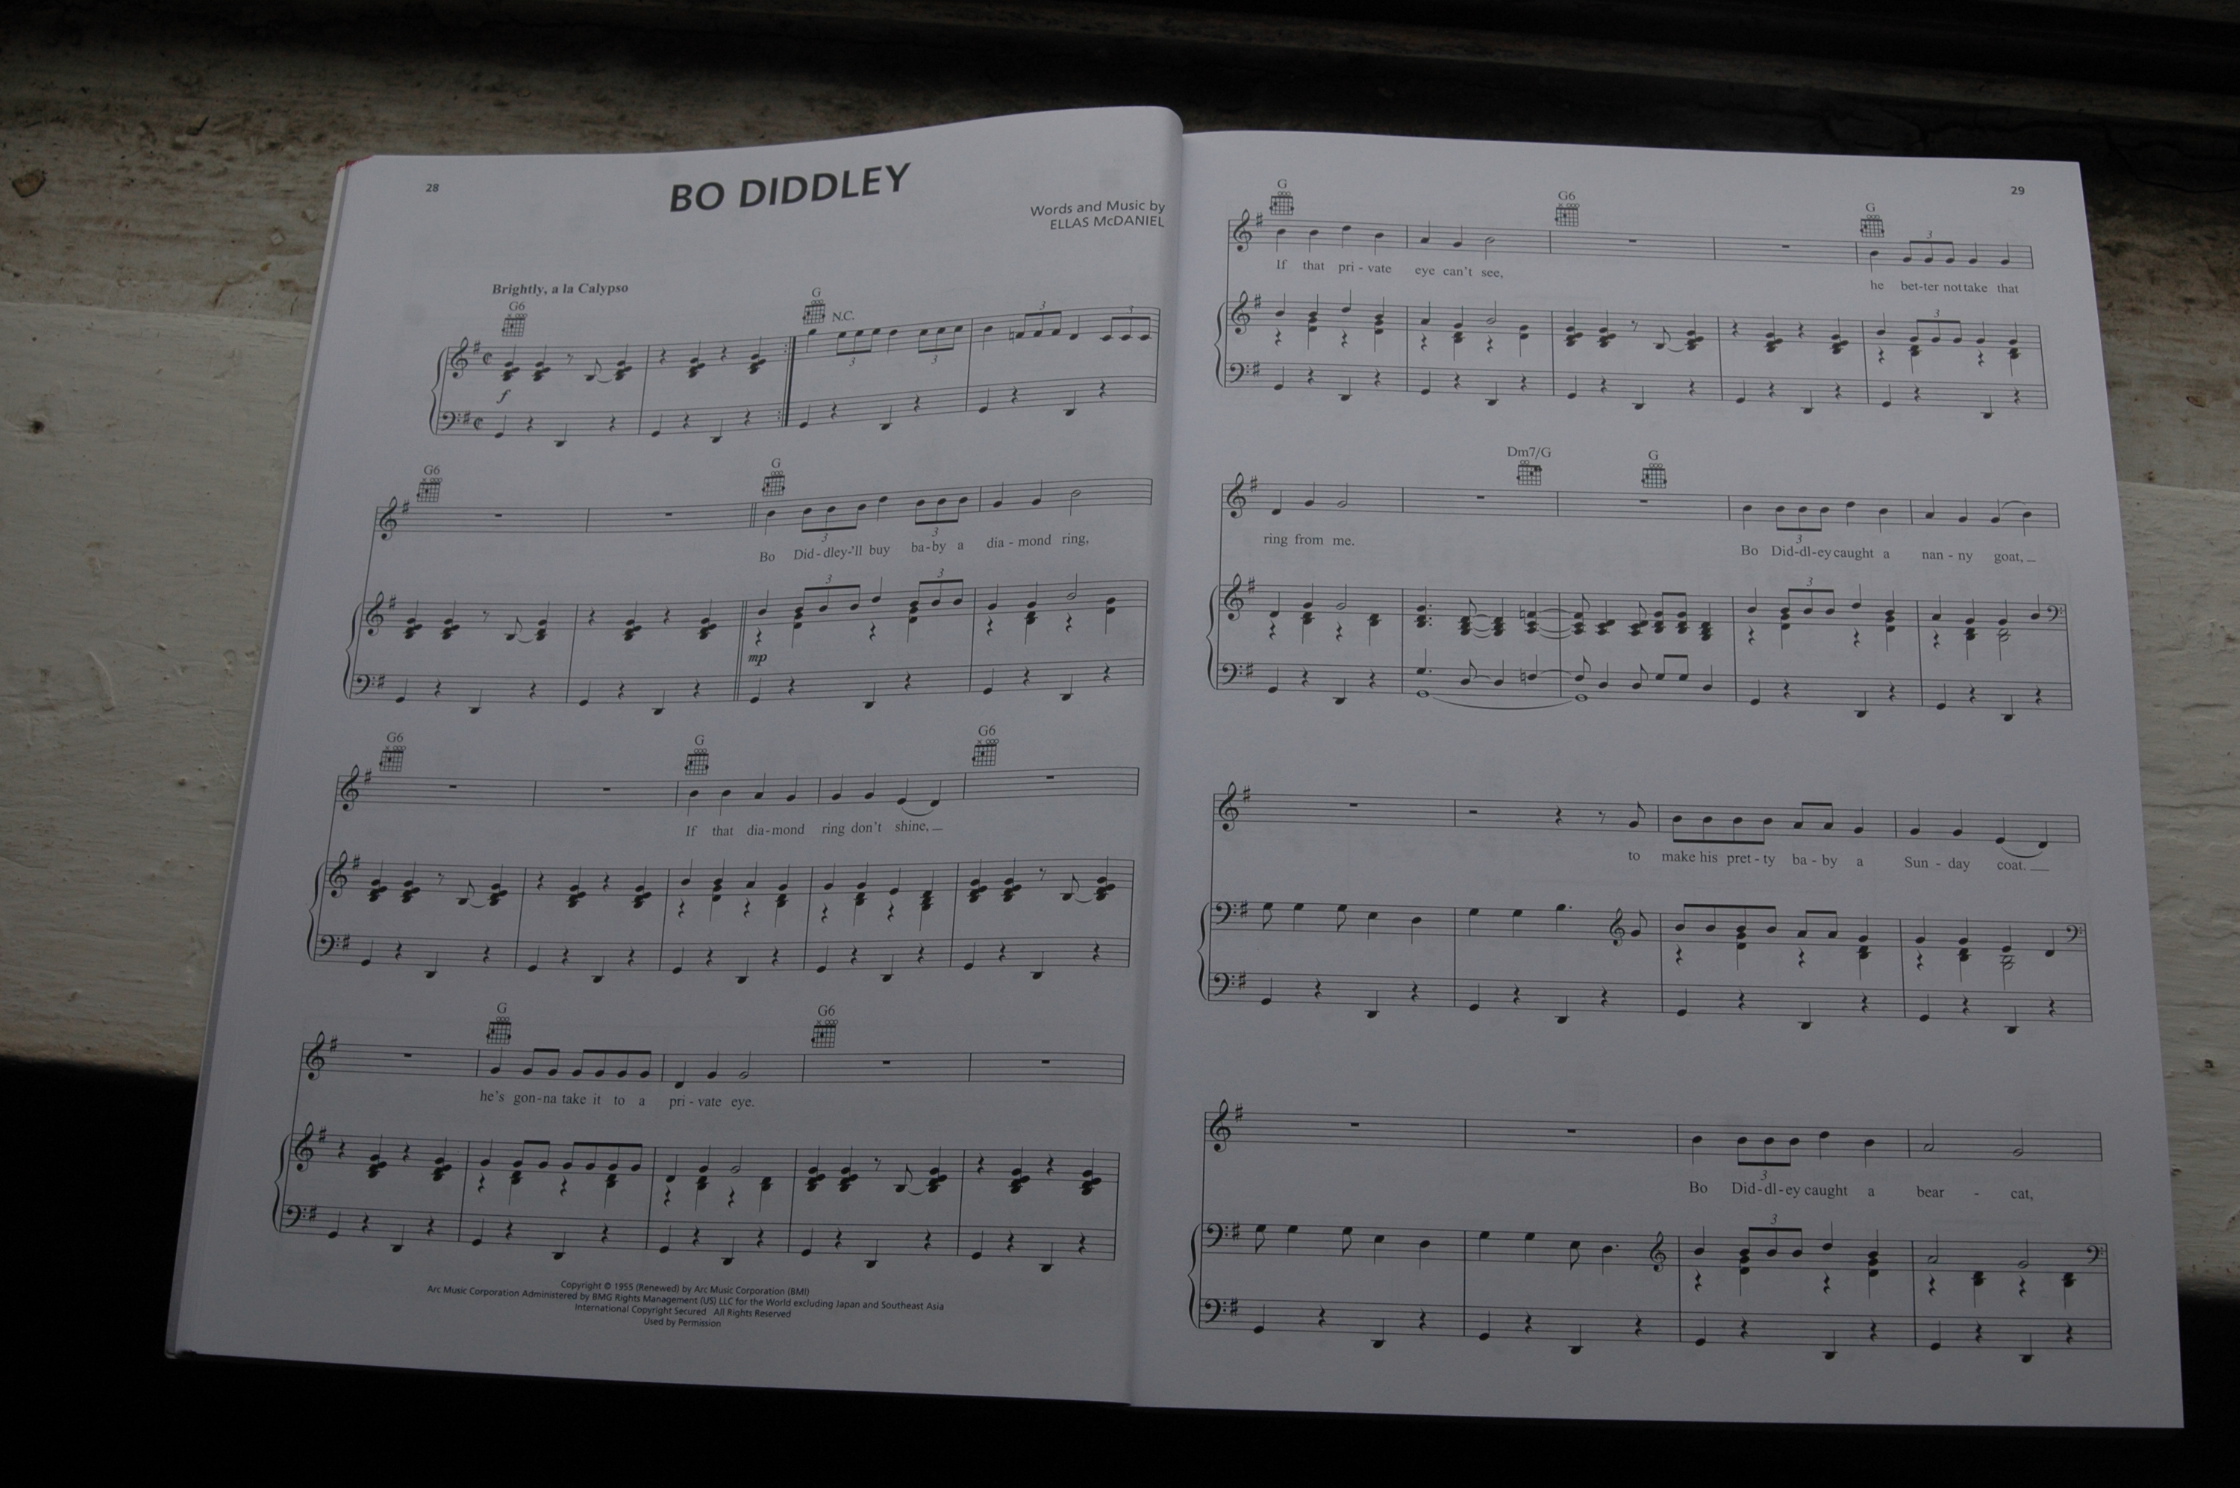 28
BO DIDDLEY
Words and Music by
ELLAS McDANIEL
Brightly, a la Calypso
G6 G N.C.
3 3 3 3
f
G6 G
3 3
Bo Did-dley-'ll buy ba-by a dia-mond ring,
3 3
mp
G6 G G6
If that dia-mond ring don't shine,
G G6
he's gon-na take it to a pri-vate eye.
Copyright © 1955 (Renewed) by Arc Music Corporation (BMI)
Arc Music Corporation Administered by BMG Rights Management (US) LLC for the World excluding Japan and Southeast Asia
International Copyright Secured All Rights Reserved
Used by Permission
29
G G6 G
3
If that pri-vate eye can't see, he bet-ter not take that
3
Dm7/G G
3
ring from me. Bo Did-dl-ey caught a nan-ny goat,
3
to make his pret-ty ba-by a Sun-day coat.
3
Bo Did-dl-ey caught a bear - cat,
3